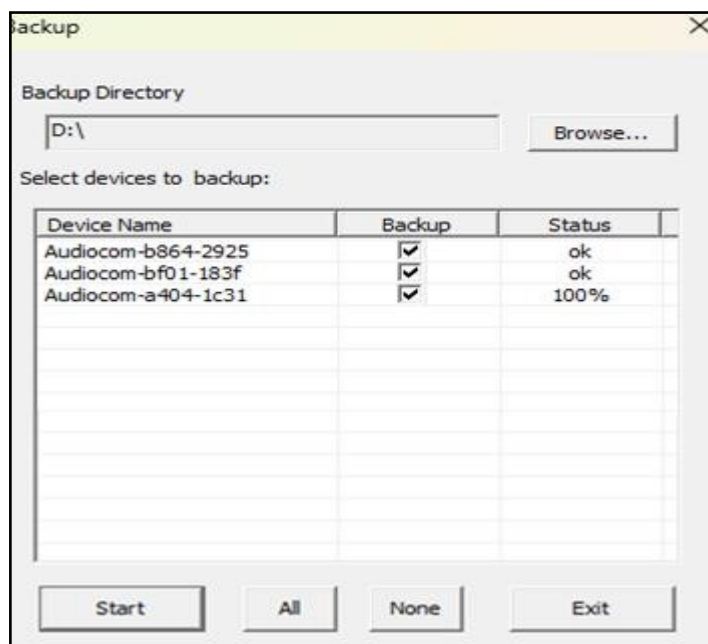 Backup
Backup Directory
D:\
Browse...
Select devices to backup:
Device Name Backup Status
Audiocom-b864-2925 ok
Audiocom-bf01-183f ok
Audiocom-a404-1c31 100%
Start All None Exit